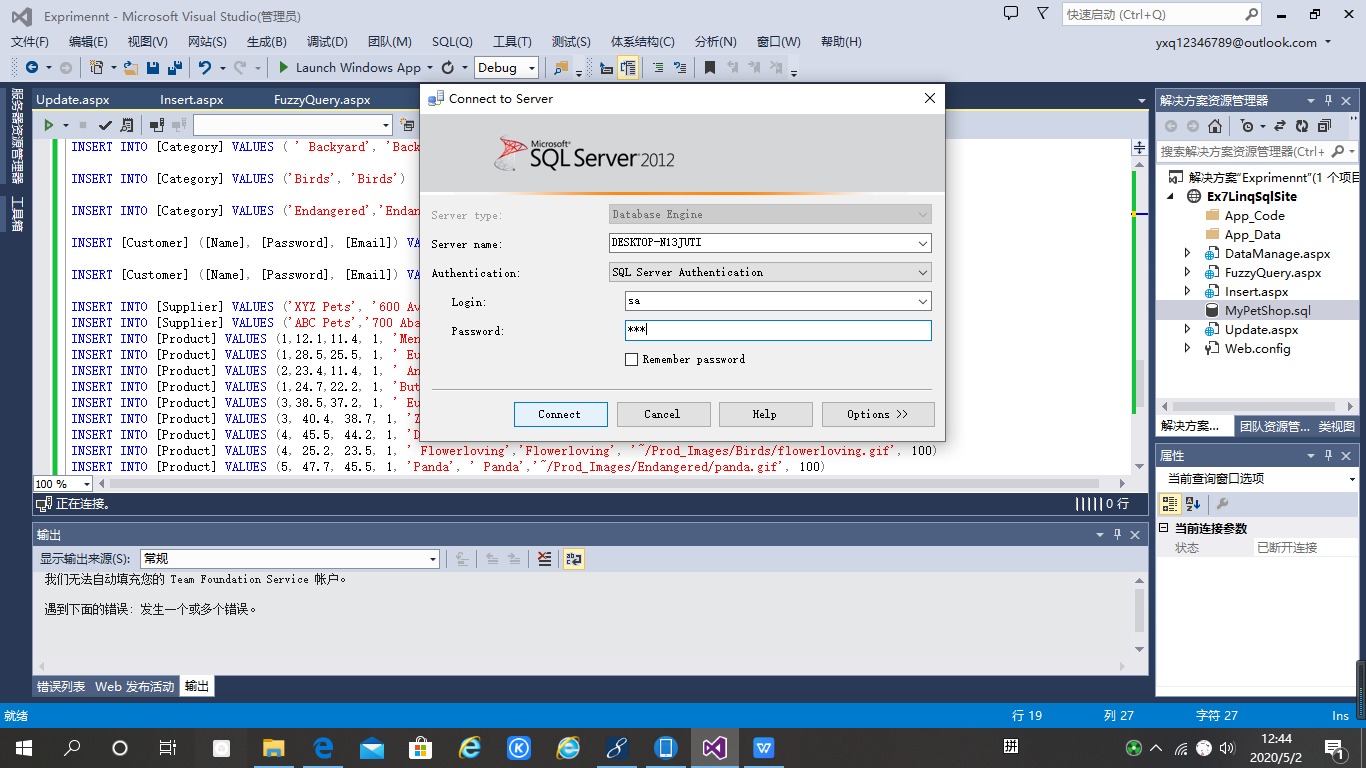 Exprimennt - Microsoft Visual Studio(管理员)
快速启动 (Ctrl+Q)
文件(F) 编辑(E) 视图(V) 网站(S) 生成(B) 调试(D) 团队(M) SQL(Q) 工具(T) 测试(S) 体系结构(C) 分析(N) 窗口(W) 帮助(H)
yxq12346789@outlook.com
Launch Windows App Debug
服务器资源管理器
工具箱
Update.aspx Insert.aspx FuzzyQuery.aspx
INSERT INTO [Category] VALUES ( ' Backyard', 'Back
INSERT INTO [Category] VALUES ('Birds', 'Birds')
INSERT INTO [Category] VALUES ('Endangered','Endan
INSERT [Customer] ([Name], [Password], [Email]) VA
INSERT [Customer] ([Name], [Password], [Email]) VA
INSERT INTO [Supplier] VALUES ('XYZ Pets', '600 Av
INSERT INTO [Supplier] VALUES ('ABC Pets','700 Aba
INSERT INTO [Product] VALUES (1,12.1,11.4, 1, 'Men
INSERT INTO [Product] VALUES (1,28.5,25.5, 1, ' Eu
INSERT INTO [Product] VALUES (2,23.4,11.4, 1, ' An
INSERT INTO [Product] VALUES (1,24.7,22.2, 1, 'But
INSERT INTO [Product] VALUES (3,38.5,37.2, 1, ' Eu
INSERT INTO [Product] VALUES (3, 40.4, 38.7, 1, 'Z
INSERT INTO [Product] VALUES (4, 45.5, 44.2, 1, 'D
INSERT INTO [Product] VALUES (4, 25.2, 23.5, 1, ' Flowerloving','Flowerloving', '~/Prod_Images/Birds/flowerloving.gif', 100)
INSERT INTO [Product] VALUES (5, 47.7, 45.5, 1, 'Panda', ' Panda','~/Prod_Images/Endangered/panda.gif', 100)
100 %
正在连接。
0 行
Connect to Server
Microsoft®
SQL Server 2012
Server type: Database Engine
Server name: DESKTOP-N13JUTI
Authentication: SQL Server Authentication
Login: sa
Password: ***
Remember password
Connect Cancel Help Options >>
解决方案资源管理器
搜索解决方案资源管理器(Ctrl+
解决方案"Exprimennt"(1 个项目
Ex7LinqSqlSite
App_Code
App_Data
DataManage.aspx
FuzzyQuery.aspx
Insert.aspx
MyPetShop.sql
Update.aspx
Web.config
解决方案... 团队资源管... 类视图
属性
当前查询窗口选项
当前连接参数
状态 已断开连接
输出
显示输出来源(S): 常规
我们无法自动填充您的 Team Foundation Service 帐户。
遇到下面的错误: 发生一个或多个错误。
错误列表 Web 发布活动 输出
就绪 行 19 列 27 字符 27 Ins
拼
12:44
2020/5/2
1